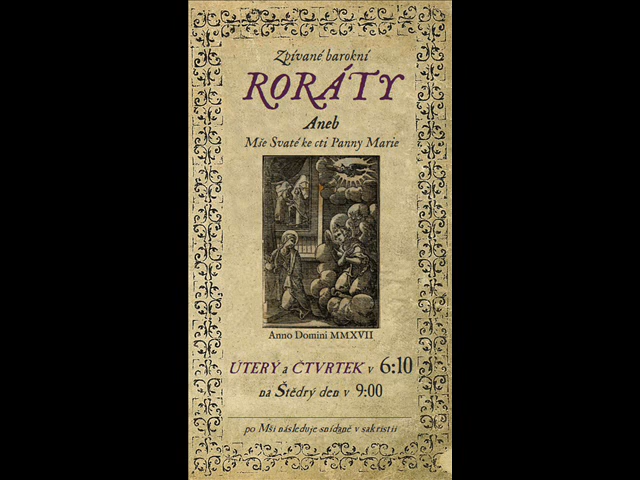 Zpívané barokní
RORÁTY
Aneb
Mše Svaté ke cti Panny Marie
Anno Domini MMXVII
ÚTERÝ a ČTVRTEK v 6:10
na Štědrý den v 9:00
po Mši následuje snídaně v sakristii